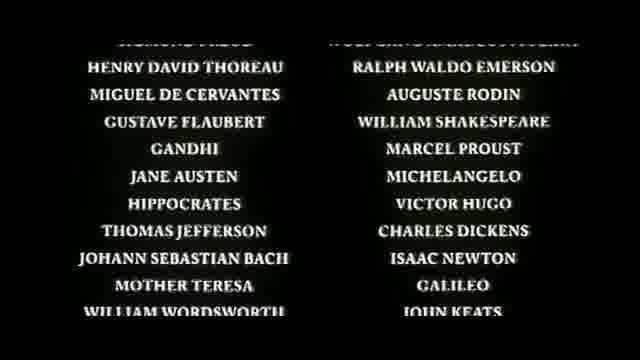 HENRY DAVID THOREAU RALPH WALDO EMERSON
MIGUEL DE CERVANTES AUGUSTE RODIN
GUSTAVE FLAUBERT WILLIAM SHAKESPEARE
GANDHI MARCEL PROUST
JANE AUSTEN MICHELANGELO
HIPPOCRATES VICTOR HUGO
THOMAS JEFFERSON CHARLES DICKENS
JOHANN SEBASTIAN BACH ISAAC NEWTON
MOTHER TERESA GALILEO
WILLIAM WORDSWORTH JOHN KEATS